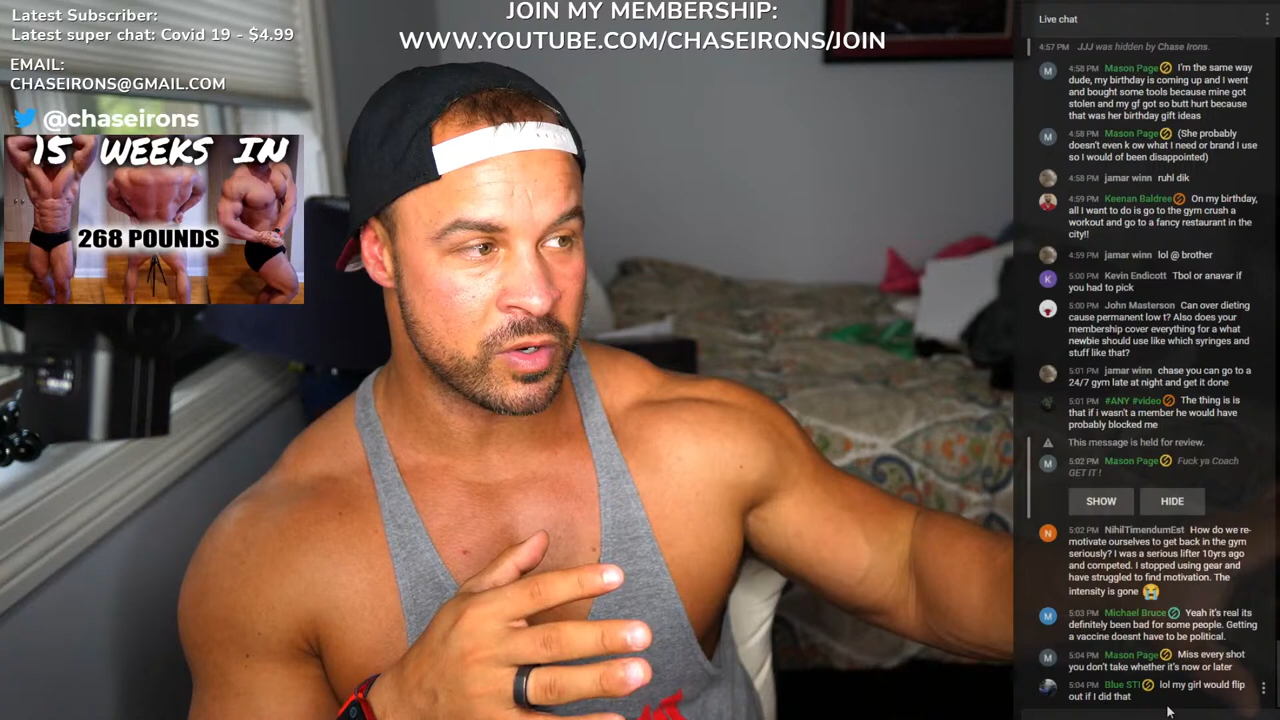 Latest Subscriber:
Latest super chat: Covid 19 - $4.99
EMAIL:
CHASEIRONS@GMAIL.COM
@chaseirons
15 WEEKS IN
268 POUNDS
JOIN MY MEMBERSHIP:
WWW.YOUTUBE.COM/CHASEIRONS/JOIN
Live chat
4:57 PM JJJ was hidden by Chase Irons.
M
4:58 PM Mason Page I'm the same way
dude, my birthday is coming up and I went
and bought some tools because mine got
stolen and my gf got so butt hurt because
that was her birthday gift ideas
M
4:58 PM Mason Page (She probably
doesn't even k ow what I need or brand I use
so I would of been disappointed)
4:58 PM jamar winn ruhl dik
4:59 PM Keenan Baldree On my birthday,
all I want to do is go to the gym crush a
workout and go to a fancy restaurant in the
city!!
4:59 PM jamar winn lol @ brother
K
5:00 PM Kevin Endicott Tbol or anavar if
you had to pick
5:00 PM John Masterson Can over dieting
cause permanent low t? Also does your
membership cover everything for a what
newbie should use like which syringes and
stuff like that?
5:01 PM jamar winn chase you can go to a
24/7 gym late at night and get it done
5:01 PM #ANY #video The thing is is
that if i wasn't a member he would have
probably blocked me
This message is held for review.
M
5:02 PM Mason Page Fuck ya Coach
GET IT !
SHOW HIDE
N
5:02 PM NihilTimendumEst How do we re-
motivate ourselves to get back in the gym
seriously? I was a serious lifter 10yrs ago
and competed. I stopped using gear and
have struggled to find motivation. The
intensity is gone
M
5:03 PM Michael Bruce Yeah it's real its
definitely been bad for some people. Getting
a vaccine doesnt have to be political.
M
5:04 PM Mason Page Miss every shot
you don't take whether it's now or later
5:04 PM Blue STI lol my girl would flip
out if I did that